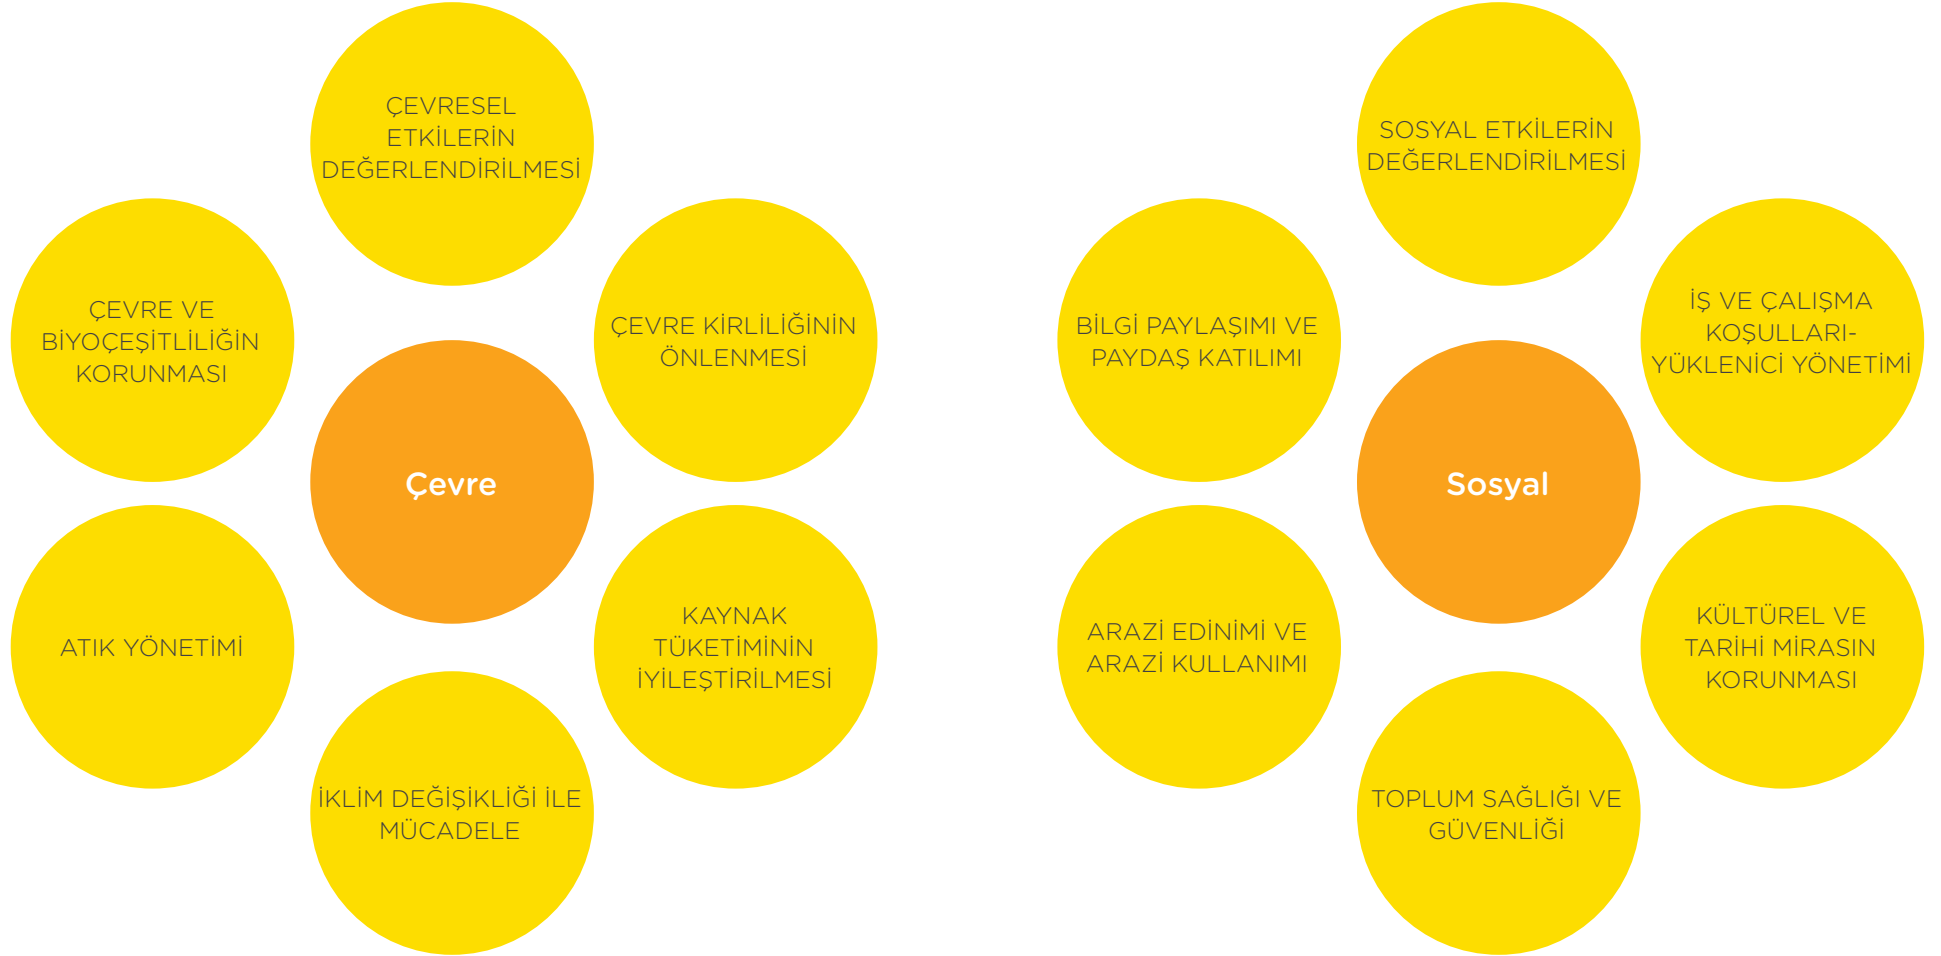 ÇEVRESEL
ETKİLERİN
DEĞERLENDİRİLMESİ
ÇEVRE VE
BİYOÇEŞİTLİLİĞİN
KORUNMASI
ÇEVRE KİRLİLİĞİNİN
ÖNLENMESİ
Çevre
ATIK YÖNETİMİ
KAYNAK
TÜKETİMİNİN
İYİLEŞTİRİLMESİ
İKLİM DEĞİŞİKLİĞİ İLE
MÜCADELE
SOSYAL ETKİLERİN
DEĞERLENDİRİLMESİ
BİLGİ PAYLAŞIMI VE
PAYDAŞ KATILIMI
İŞ VE ÇALIŞMA
KOŞULLARI-
YÜKLENİCİ YÖNETİMİ
Sosyal
ARAZİ EDİNİMİ VE
ARAZİ KULLANIMI
KÜLTÜREL VE
TARİHİ MİRASIN
KORUNMASI
TOPLUM SAĞLIĞI VE
GÜVENLİĞİ